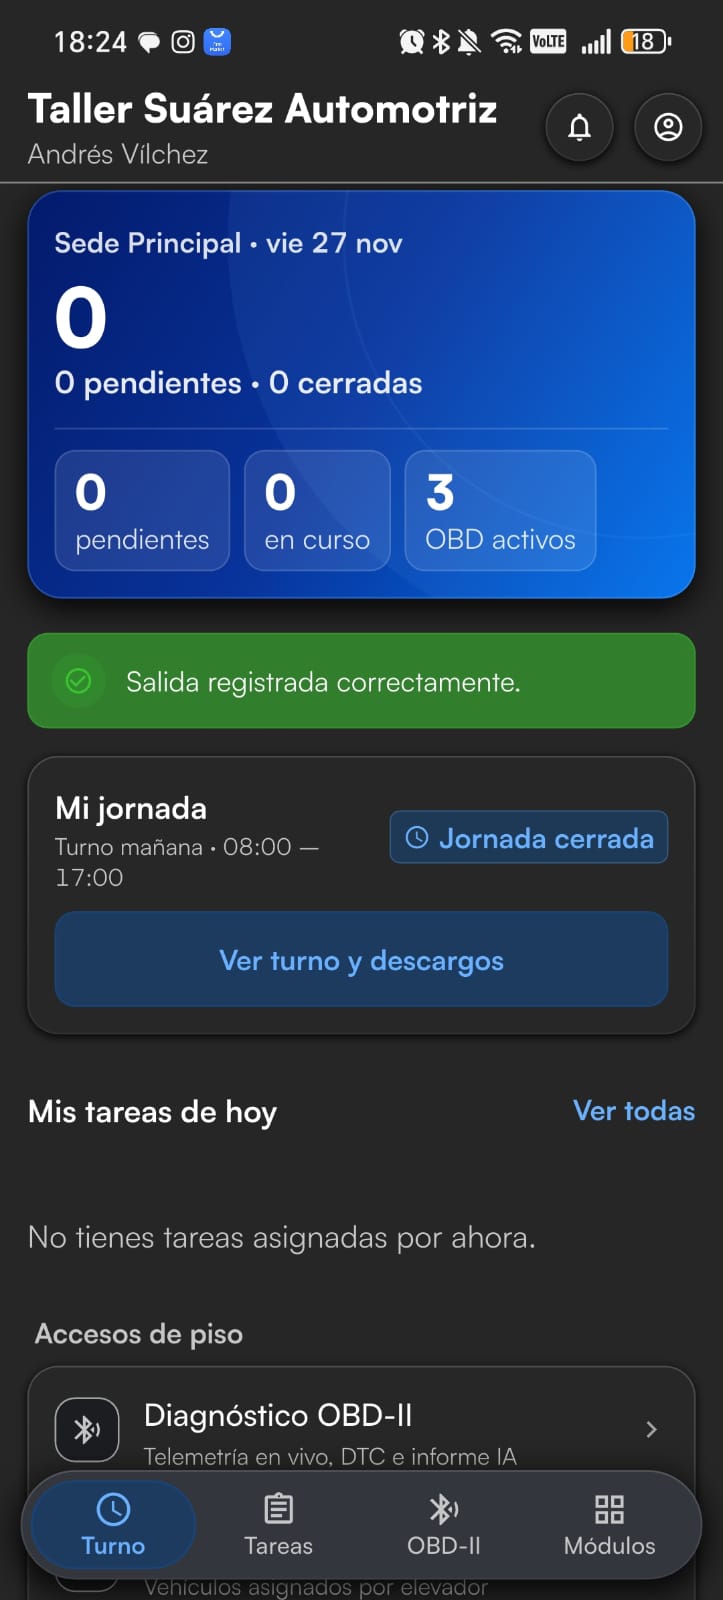 18:24
VoLTE
18
Taller Suárez Automotriz
Andrés Vílchez
Sede Principal · vie 27 nov
0
0 pendientes · 0 cerradas
0
pendientes
0
en curso
3
OBD activos
Salida registrada correctamente.
Mi jornada
Turno mañana · 08:00 —
17:00
Jornada cerrada
Ver turno y descargos
Mis tareas de hoy
Ver todas
No tienes tareas asignadas por ahora.
Accesos de piso
Diagnóstico OBD-II
Telemetría en vivo, DTC e informe IA
Turno
Tareas
OBD-II
Módulos
Vehículos asignados por elevador